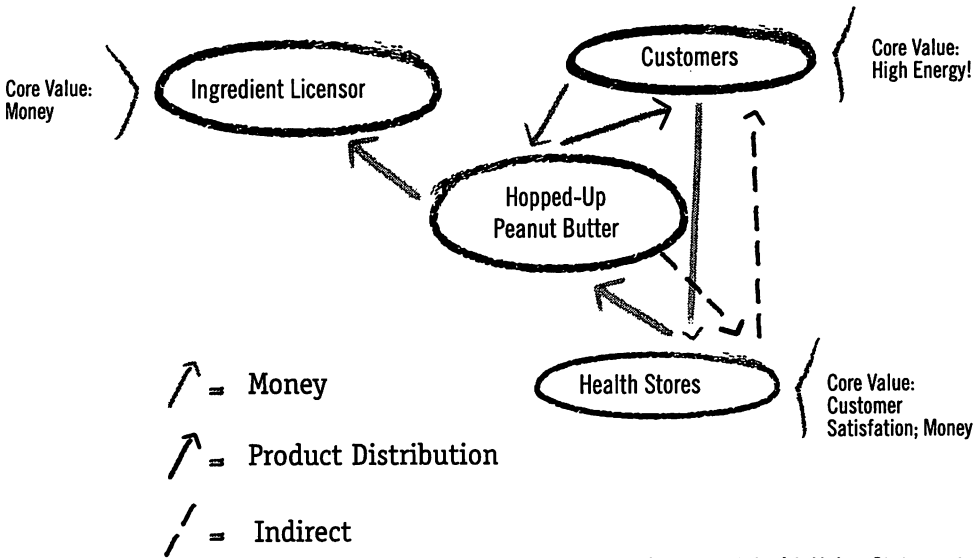 Customers
Core Value:
High Energy!
Ingredient Licensor
Core Value:
Money
Hopped-Up
Peanut Butter
Health Stores
Core Value:
Customer
Satisfation; Money
= Money
= Product Distribution
= Indirect